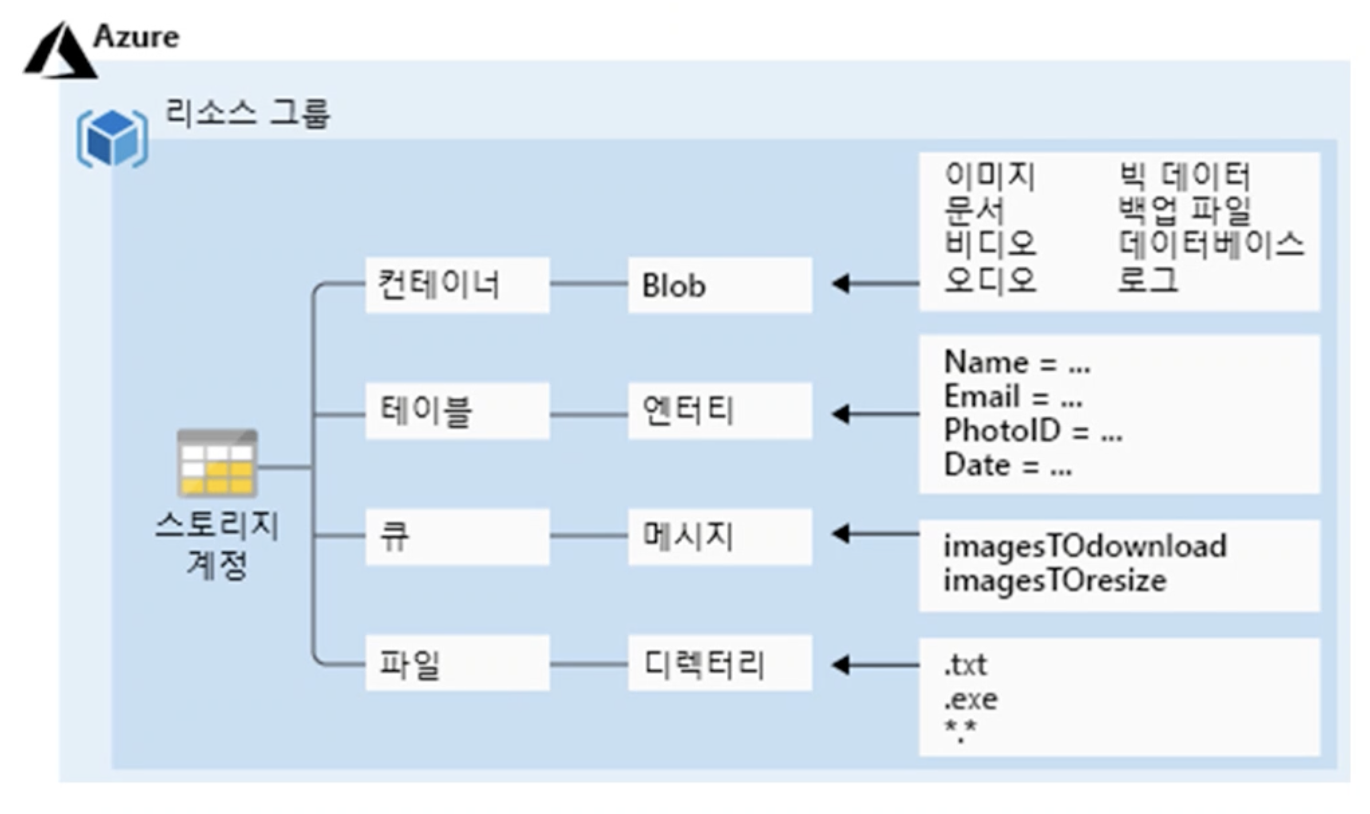 Azure
리소스 그룹
스토리지
계정
컨테이너
Blob
이미지 빅 데이터
문서 백업 파일
비디오 데이터베이스
오디오 로그
테이블
엔터티
Name = ...
Email = ...
PhotoID = ...
Date = ...
큐
메시지
imagesTOdownload
imagesTOresize
파일
디렉터리
.txt
.exe
*.*